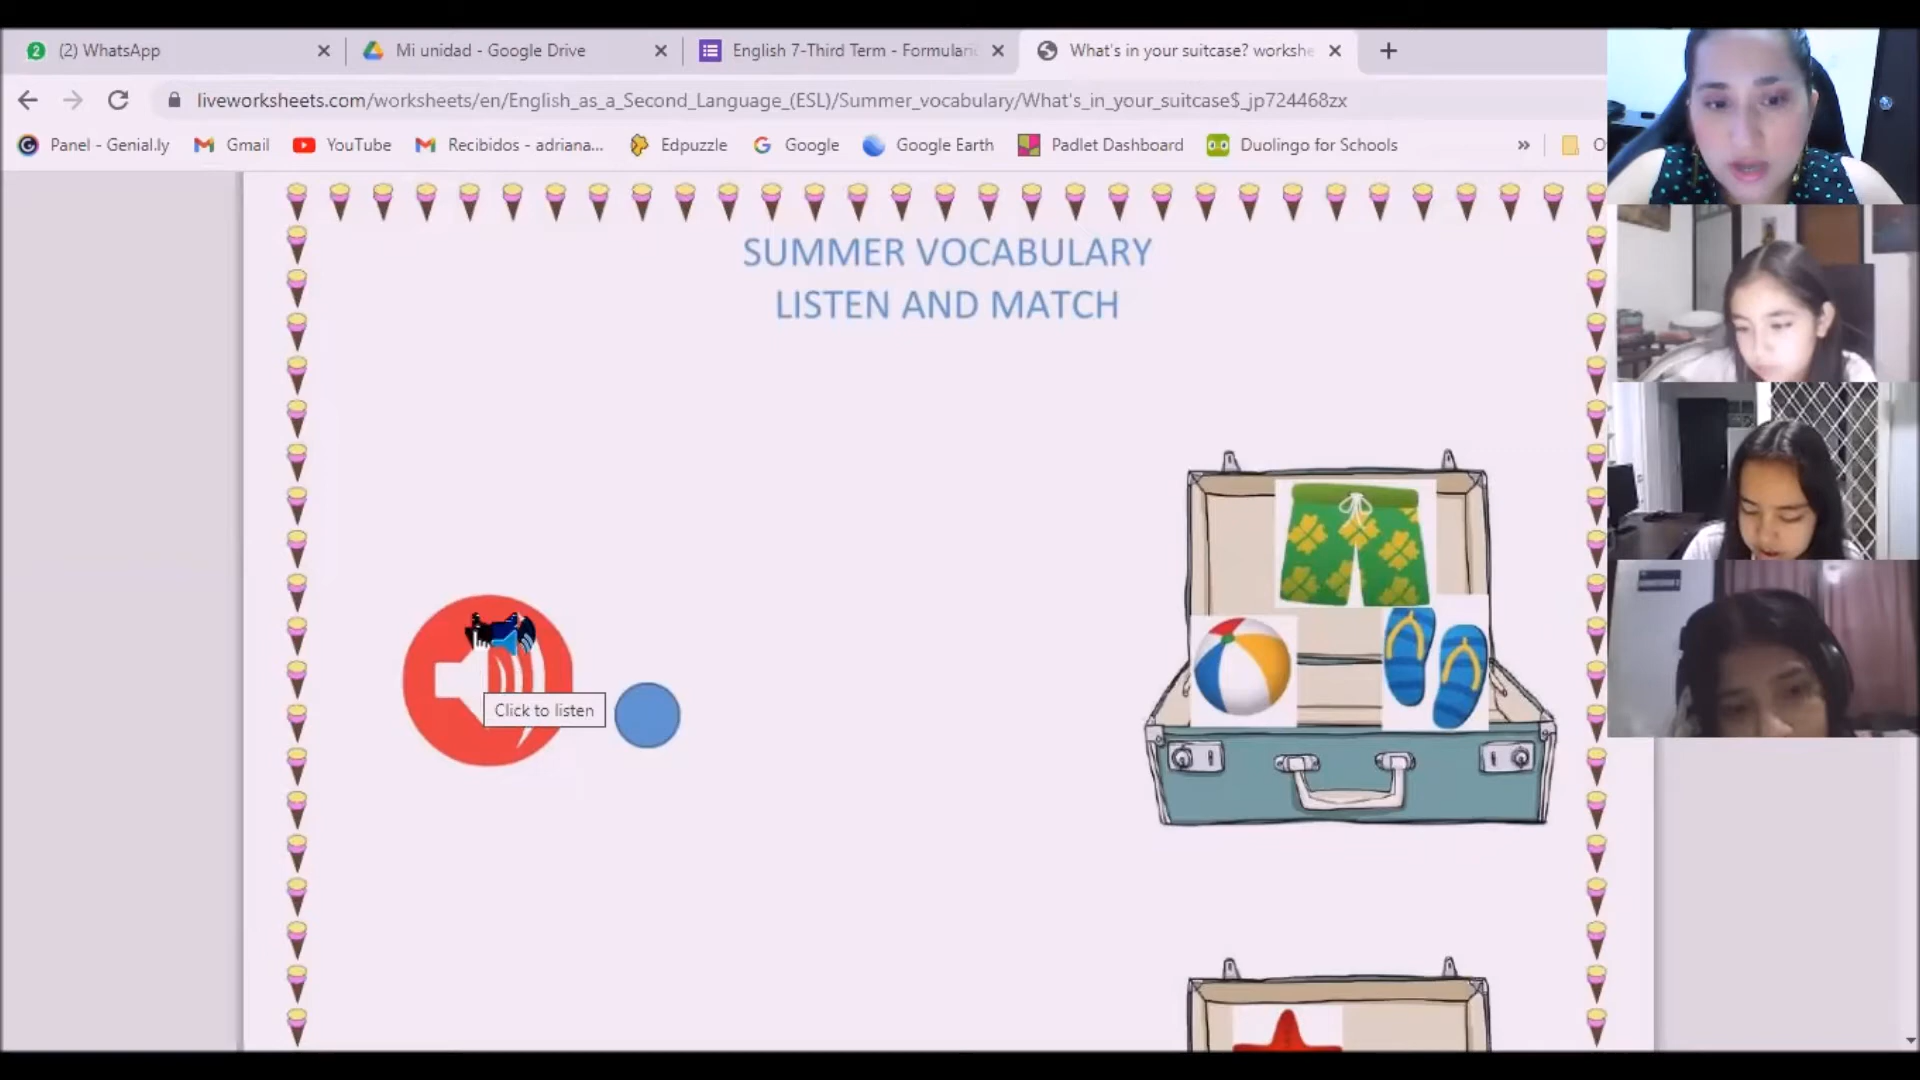 2 (2) WhatsApp
Mi unidad - Google Drive
English 7-Third Term - Formulari
What's in your suitcase? workshe
liveworksheets.com/worksheets/en/English_as_a_Second_Language_(ESL)/Summer_vocabulary/What's_in_your_suitcase$_jp724468zx
Panel - Genial.ly
Gmail
YouTube
Recibidos - adriana...
Edpuzzle
Google
Google Earth
Padlet Dashboard
Duolingo for Schools
»
O
SUMMER VOCABULARY
LISTEN AND MATCH
Click to listen